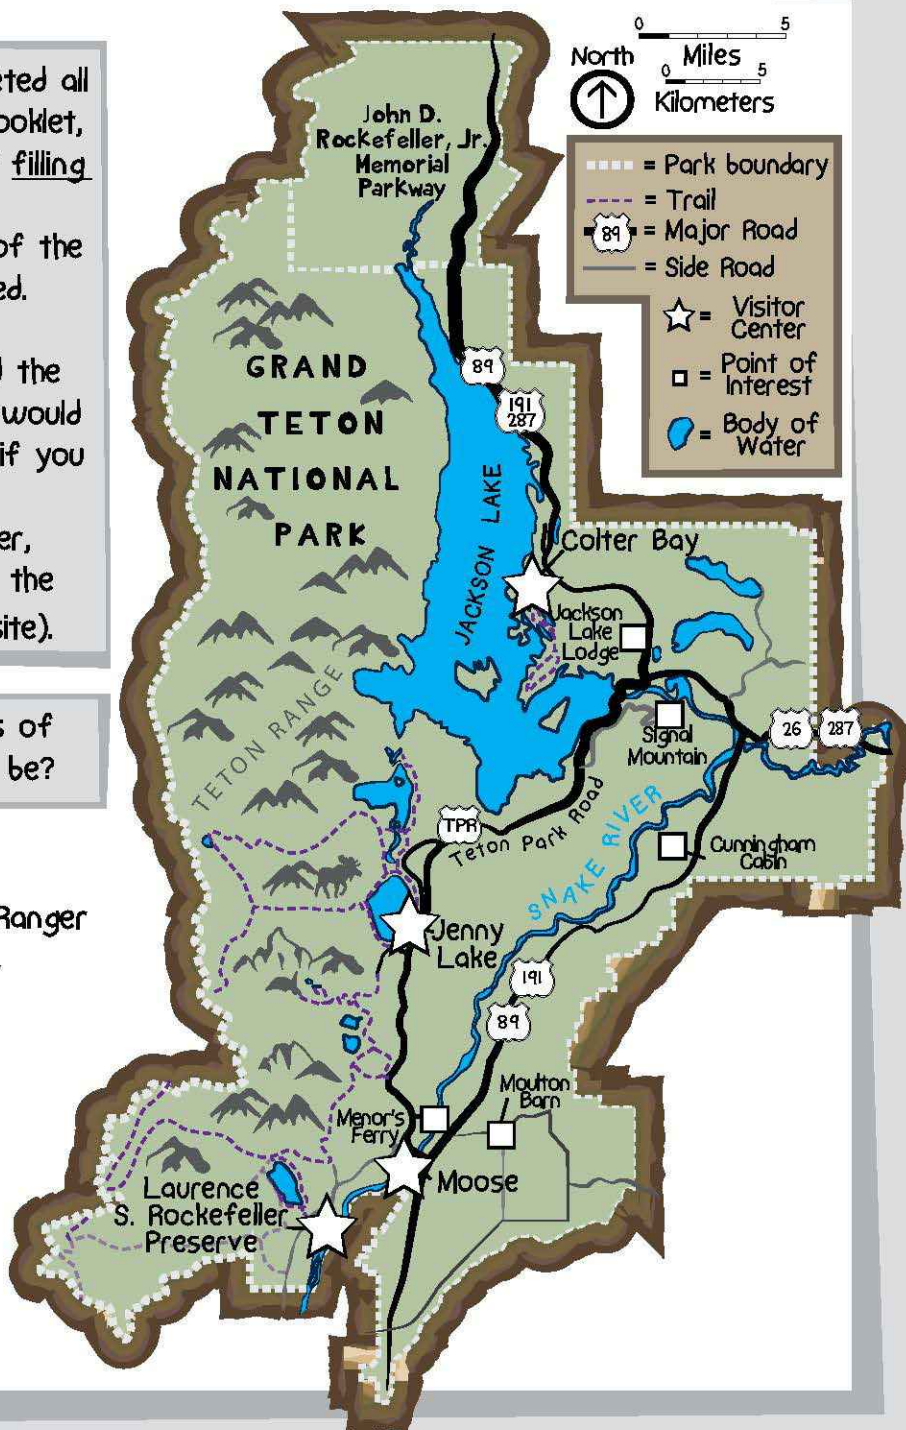 eted all
ooklet,
filling
of the
ed.
d the
would
if you
er,
the
site).
s of
be?
Ranger
0 5
Miles
North
0 5
Kilometers
= Park boundary
= Trail
89 = Major Road
= Side Road
= Visitor
Center
= Point of
Interest
= Body of
Water
John D.
Rockefeller, Jr.
Memorial
Parkway
89
GRAND
TETON
NATIONAL
PARK
191
287
JACKSON LAKE
Colter Bay
Jackson
Lake
Lodge
TETON RANGE
Signal
Mountain
26 287
TPR
Teton Park Road
SNAKE RIVER
Cunningham
Cabin
Jenny
Lake
191
89
Moulton
Barn
Menor's
Ferry
Moose
Laurence
S. Rockefeller
Preserve